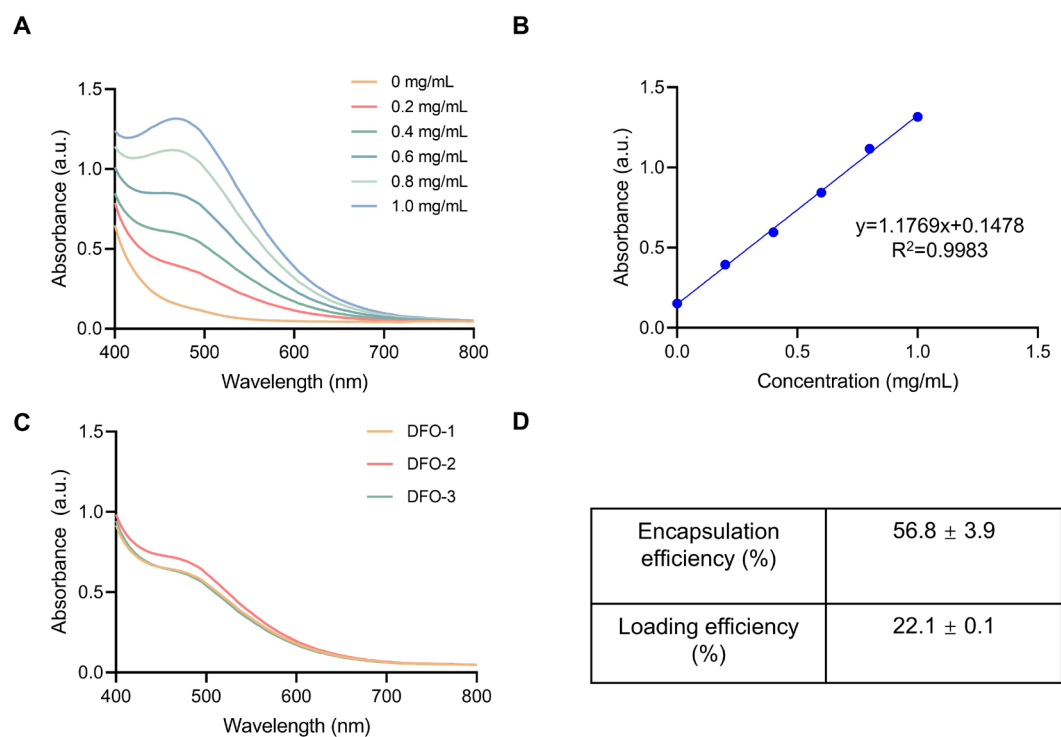 A
1.5
1.0
0.5
0.0
Absorbance (a.u.)
400
500
600
700
800
Wavelength (nm)
0 mg/mL
0.2 mg/mL
0.4 mg/mL
0.6 mg/mL
0.8 mg/mL
1.0 mg/mL
B
1.5
1.0
0.5
0.0
Absorbance (a.u.)
0.0
0.5
1.0
1.5
Concentration (mg/mL)
y=1.1769x+0.1478
R²=0.9983
C
1.5
1.0
0.5
0.0
Absorbance (a.u.)
400
500
600
700
800
Wavelength (nm)
DFO-1
DFO-2
DFO-3
D
Encapsulation
efficiency (%)
56.8 ± 3.9
Loading efficiency
(%)
22.1 ± 0.1